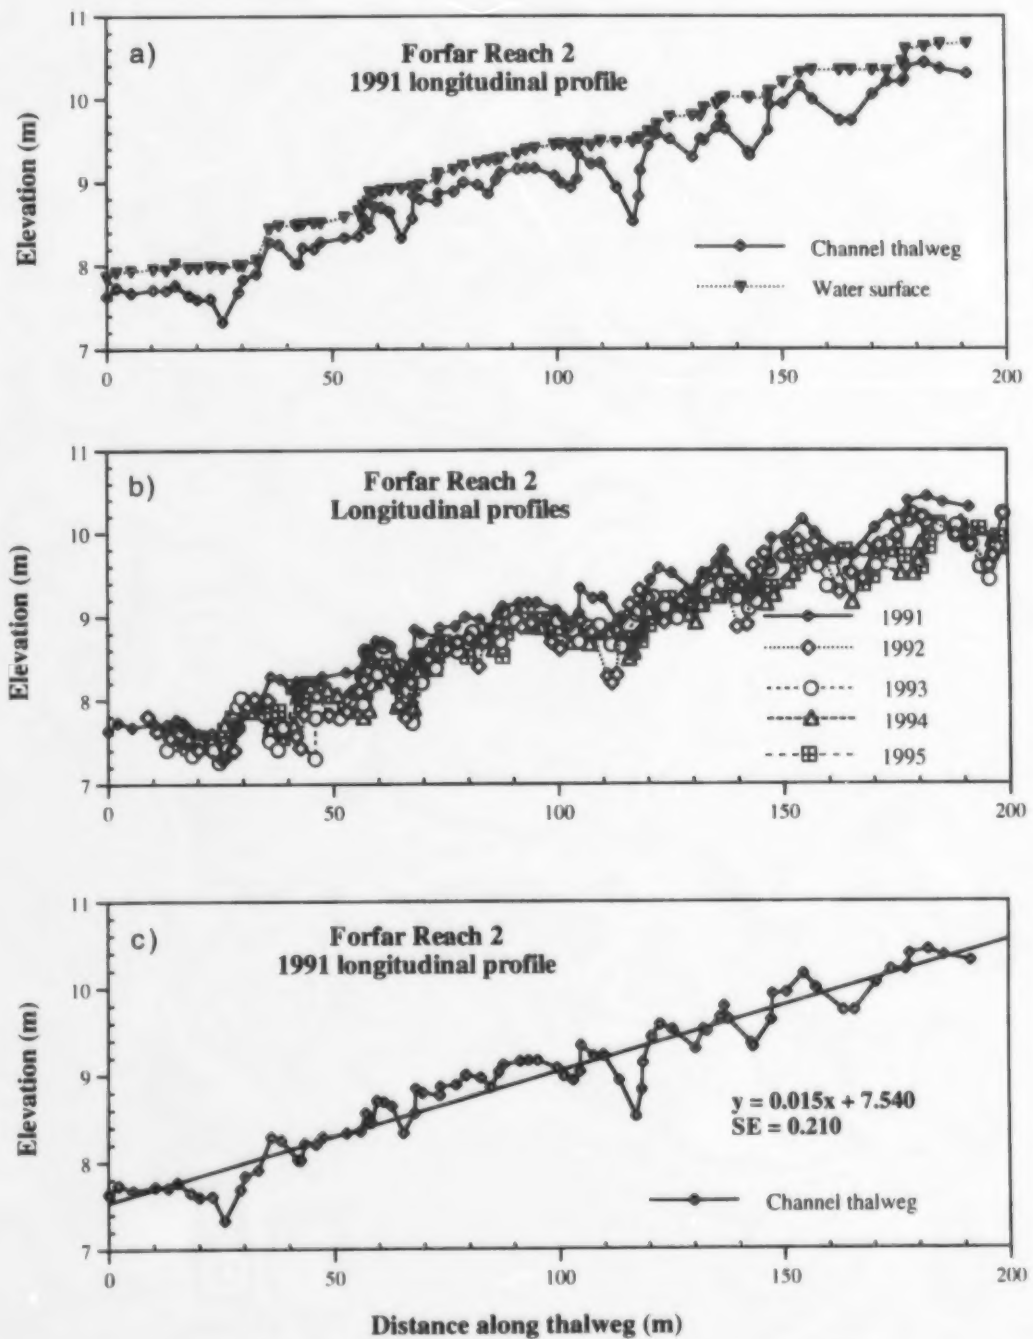 a)
Forfar Reach 2
1991 longitudinal profile
Elevation (m)
11
10
9
8
7
Channel thalweg
Water surface
0 50 100 150 200
b)
Forfar Reach 2
Longitudinal profiles
Elevation (m)
11
10
9
8
7
1991
1992
1993
1994
1995
0 50 100 150 200
c)
Forfar Reach 2
1991 longitudinal profile
Elevation (m)
11
10
9
8
7
y = 0.015x + 7.540
SE = 0.210
Channel thalweg
0 50 100 150 200
Distance along thalweg (m)